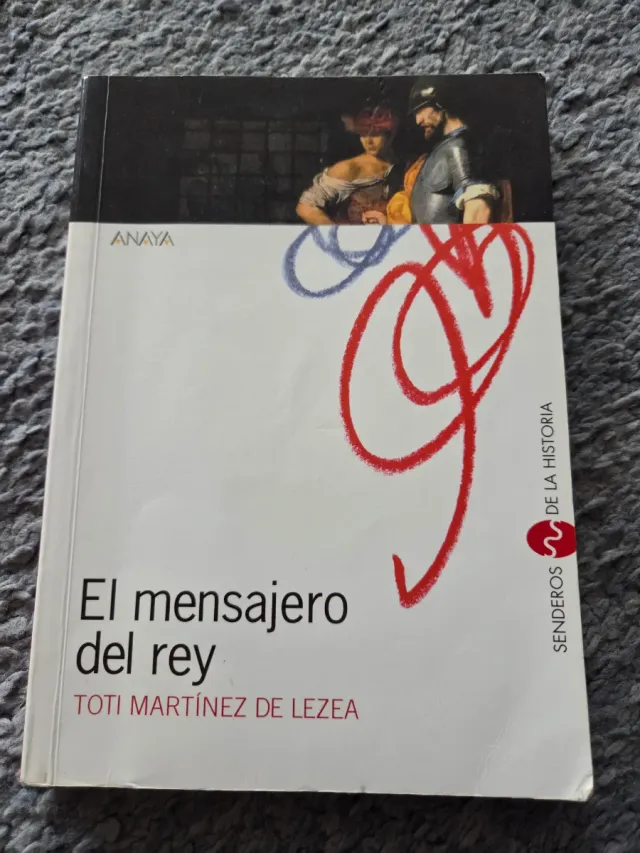 ANAYA
SENDEROS DE LA HISTORIA
El mensajero
del rey
TOTI MARTÍNEZ DE LEZEA